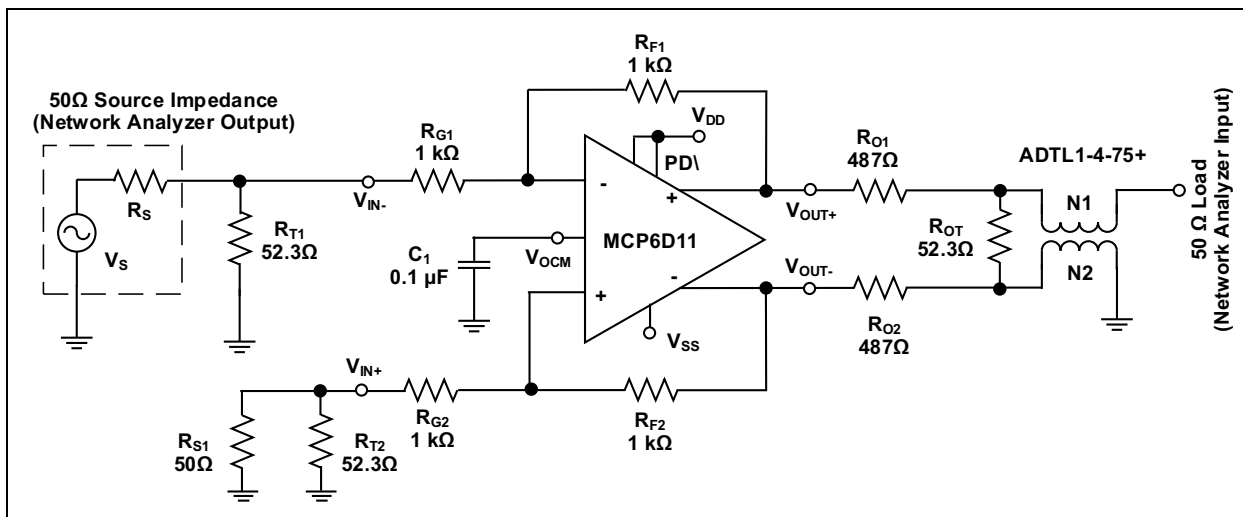 50Ω Source Impedance
(Network Analyzer Output)
RS
VS
RT1
52.3Ω
VIN-
RG1
1 kΩ
RF1
1 kΩ
VDD
PD\
-
+
MCP6D11
C1
0.1 µF
VOCM
+
-
VSS
VOUT+
VOUT-
RO1
487Ω
RO2
487Ω
ROT
52.3Ω
ADTL1-4-75+
N1
N2
50 Ω Load
(Network Analyzer Input)
VIN+
RS1
50Ω
RT2
52.3Ω
RG2
1 kΩ
RF2
1 kΩ